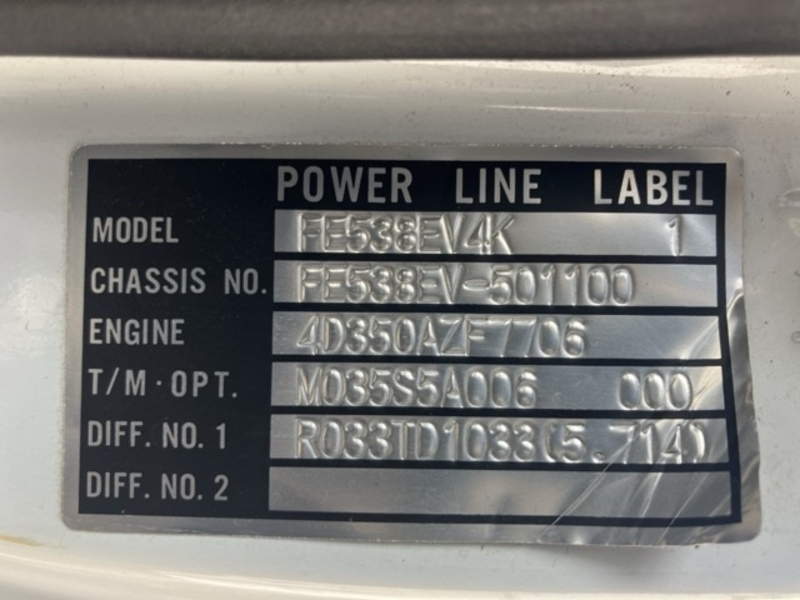 POWER LINE LABEL
MODEL FE538EV4K 1
CHASSIS NO. FE538EV-501100
ENGINE 4D350AZF7706
T/M·OPT. M035S5A006 000
DIFF. NO. 1 R033TD1033(5.714)
DIFF. NO. 2